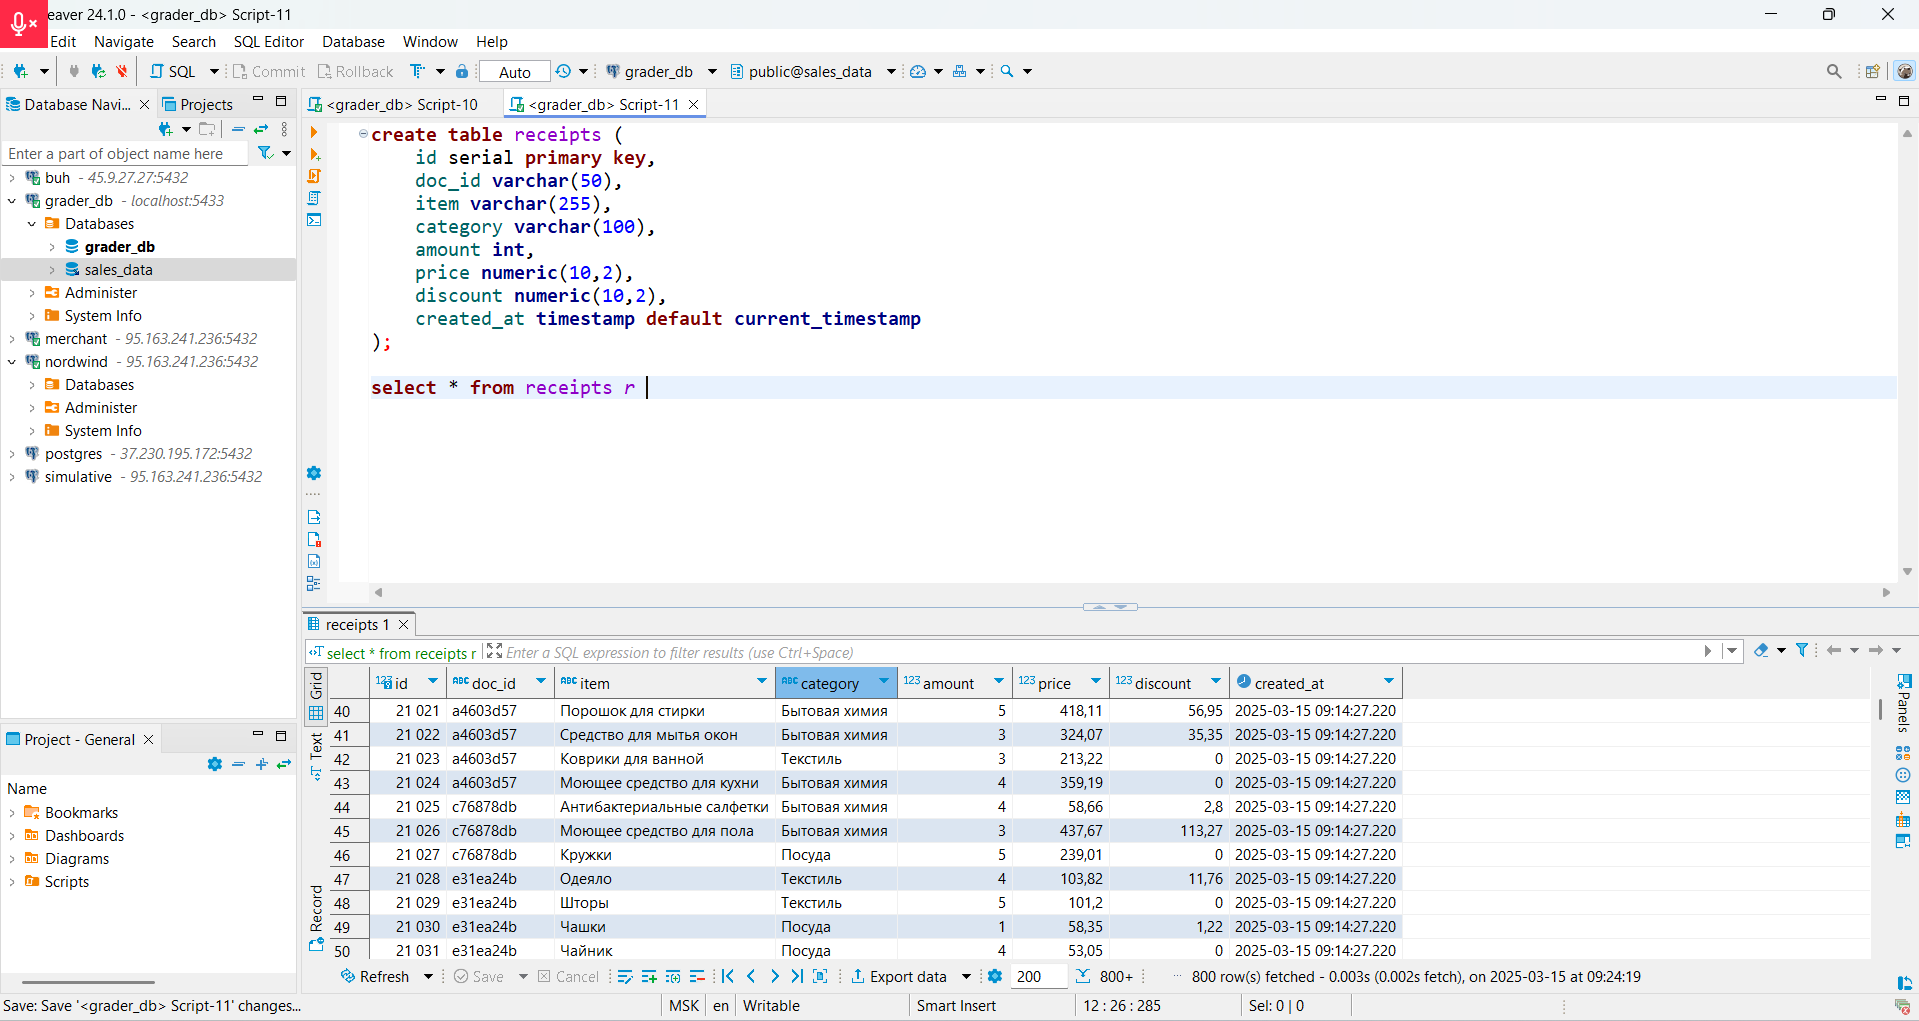 eaver 24.1.0 - <grader_db> Script-11
Edit Navigate Search SQL Editor Database Window Help
SQL Commit Rollback Auto grader_db public@sales_data
Database Navi... Projects
<grader_db> Script-10 <grader_db> Script-11
Enter a part of object name here
buh - 45.9.27.27:5432
grader_db - localhost:5433
Databases
grader_db
sales_data
Administer
System Info
merchant - 95.163.241.236:5432
nordwind - 95.163.241.236:5432
Databases
Administer
System Info
postgres - 37.230.195.172:5432
simulative - 95.163.241.236:5432
create table receipts (
id serial primary key,
doc_id varchar(50),
item varchar(255),
category varchar(100),
amount int,
price numeric(10,2),
discount numeric(10,2),
created_at timestamp default current_timestamp
);
select * from receipts r
Project - General
Name
Bookmarks
Dashboards
Diagrams
Scripts
receipts 1
select * from receipts r Enter a SQL expression to filter results (use Ctrl+Space)
Grid
Text
Record
Panels
123 id ABC doc_id ABC item ABC category 123 amount 123 price 123 discount created_at
40 21 021 a4603d57 Порошок для стирки Бытовая химия 5 418,11 56,95 2025-03-15 09:14:27.220
41 21 022 a4603d57 Средство для мытья окон Бытовая химия 3 324,07 35,35 2025-03-15 09:14:27.220
42 21 023 a4603d57 Коврики для ванной Текстиль 3 213,22 0 2025-03-15 09:14:27.220
43 21 024 a4603d57 Моющее средство для кухни Бытовая химия 4 359,19 0 2025-03-15 09:14:27.220
44 21 025 c76878db Антибактериальные салфетки Бытовая химия 4 58,66 2,8 2025-03-15 09:14:27.220
45 21 026 c76878db Моющее средство для пола Бытовая химия 3 437,67 113,27 2025-03-15 09:14:27.220
46 21 027 c76878db Кружки Посуда 5 239,01 0 2025-03-15 09:14:27.220
47 21 028 e31ea24b Одеяло Текстиль 4 103,82 11,76 2025-03-15 09:14:27.220
48 21 029 e31ea24b Шторы Текстиль 5 101,2 0 2025-03-15 09:14:27.220
49 21 030 e31ea24b Чашки Посуда 1 58,35 1,22 2025-03-15 09:14:27.220
50 21 031 e31ea24b Чайник Посуда 4 53,05 0 2025-03-15 09:14:27.220
Refresh Save Cancel Export data 200 800+ 800 row(s) fetched - 0.003s (0.002s fetch), on 2025-03-15 at 09:24:19
Save: Save '<grader_db> Script-11' changes... MSK en Writable Smart Insert 12 : 26 : 285 Sel: 0 | 0